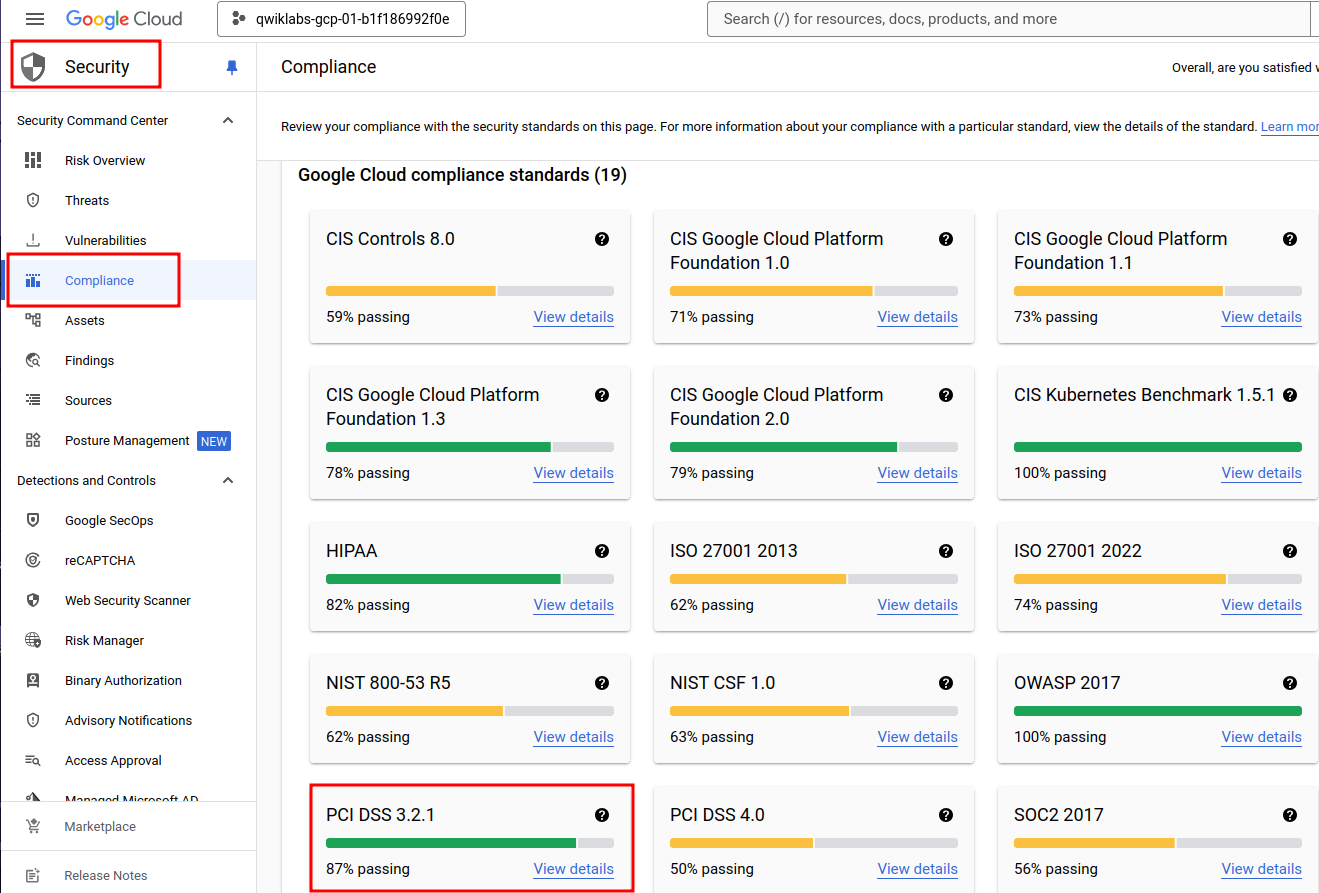 Google Cloud
qwiklabs-gcp-01-b1f186992f0e
Search (/) for resources, docs, products, and more
Security
Compliance
Overall, are you satisfied w
Security Command Center
Risk Overview
Threats
Vulnerabilities
Compliance
Assets
Findings
Sources
Posture Management NEW
Detections and Controls
Google SecOps
reCAPTCHA
Web Security Scanner
Risk Manager
Binary Authorization
Advisory Notifications
Access Approval
Managed Microsoft AD
Marketplace
Release Notes
Review your compliance with the security standards on this page. For more information about your compliance with a particular standard, view the details of the standard. Learn mor
Google Cloud compliance standards (19)
CIS Controls 8.0
59% passing View details
CIS Google Cloud Platform
Foundation 1.0
71% passing View details
CIS Google Cloud Platform
Foundation 1.1
73% passing View details
CIS Google Cloud Platform
Foundation 1.3
78% passing View details
CIS Google Cloud Platform
Foundation 2.0
79% passing View details
CIS Kubernetes Benchmark 1.5.1
100% passing View details
HIPAA
82% passing View details
ISO 27001 2013
62% passing View details
ISO 27001 2022
74% passing View details
NIST 800-53 R5
62% passing View details
NIST CSF 1.0
63% passing View details
OWASP 2017
100% passing View details
PCI DSS 3.2.1
87% passing View details
PCI DSS 4.0
50% passing View details
SOC2 2017
56% passing View details